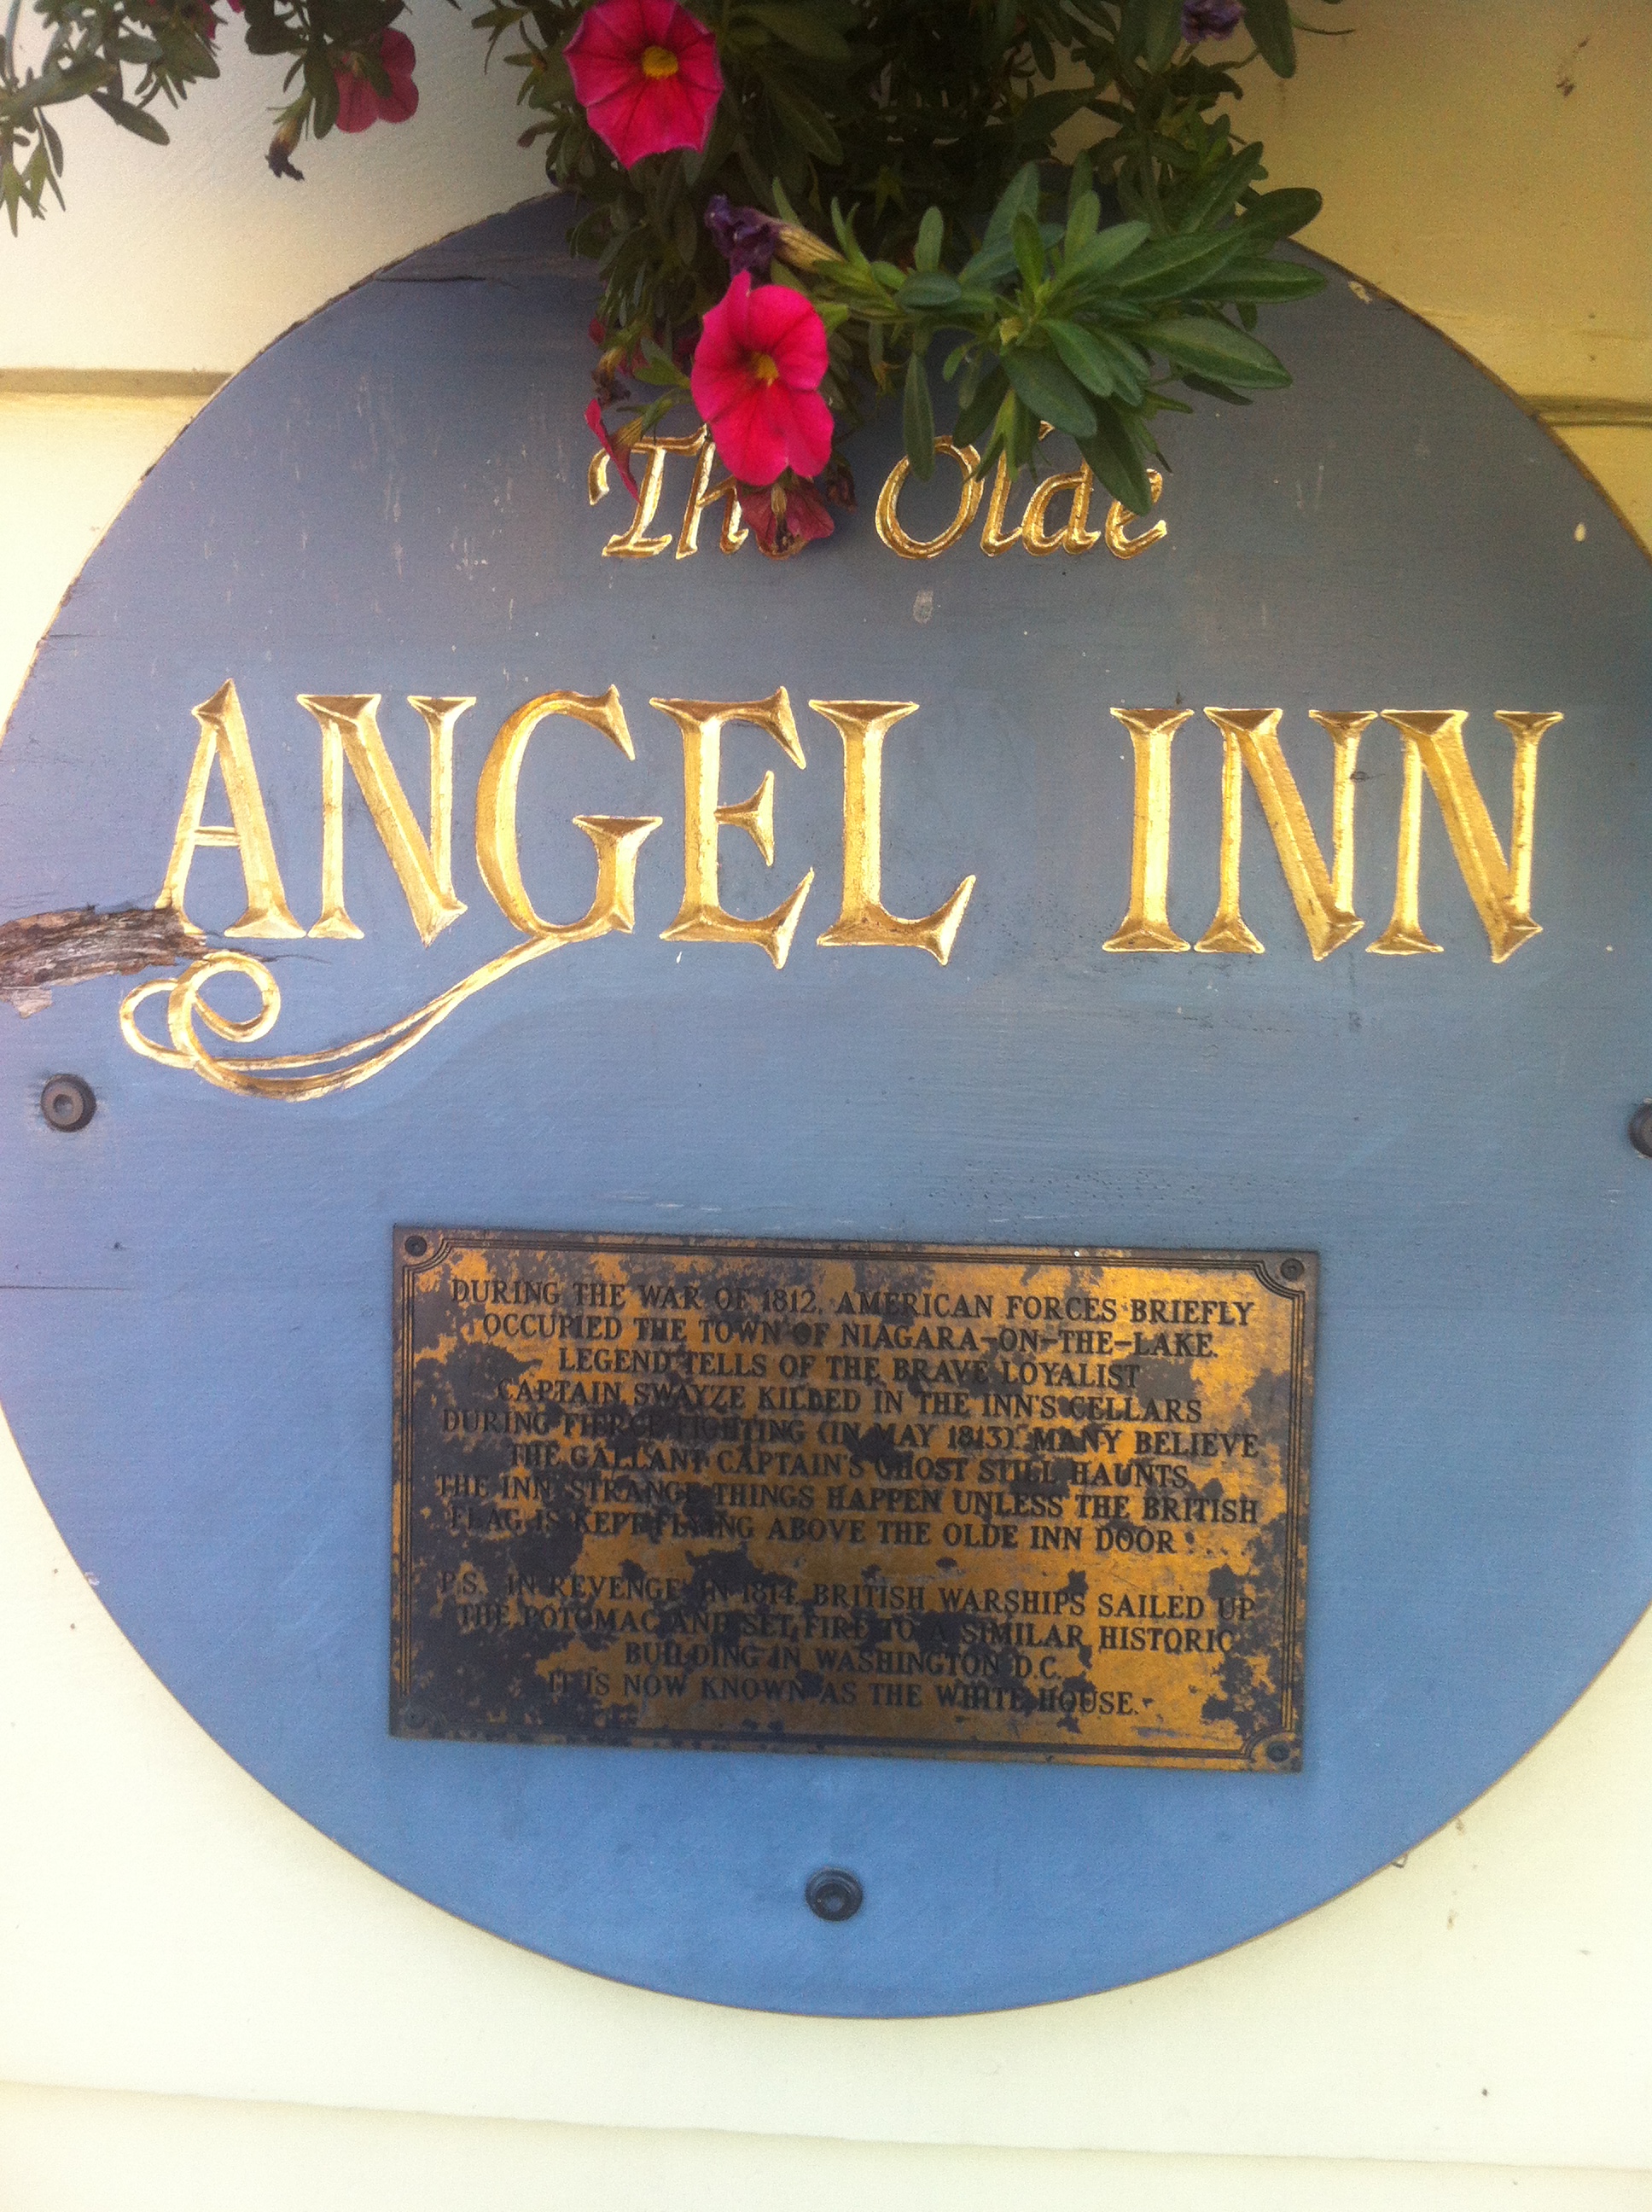 The Olde
ANGEL INN
DURING THE WAR OF 1812, AMERICAN FORCES BRIEFLY
OCCUPIED THE TOWN OF NIAGARA-ON-THE-LAKE.
LEGEND TELLS OF THE BRAVE LOYALIST
CAPTAIN SWAYZE KILLED IN THE INN'S CELLARS
DURING FIERCE FIGHTING (IN MAY 1813). MANY BELIEVE
THE GALLANT CAPTAIN'S GHOST STILL HAUNTS
THE INN. STRANGE THINGS HAPPEN UNLESS THE BRITISH
FLAG IS KEPT FLYING ABOVE THE OLDE INN DOOR . . .
P.S. IN REVENGE IN 1814 BRITISH WARSHIPS SAILED UP
THE POTOMAC AND SET FIRE TO A SIMILAR HISTORIC
BUILDING IN WASHINGTON D.C.
IT IS NOW KNOWN AS THE WHITE HOUSE.